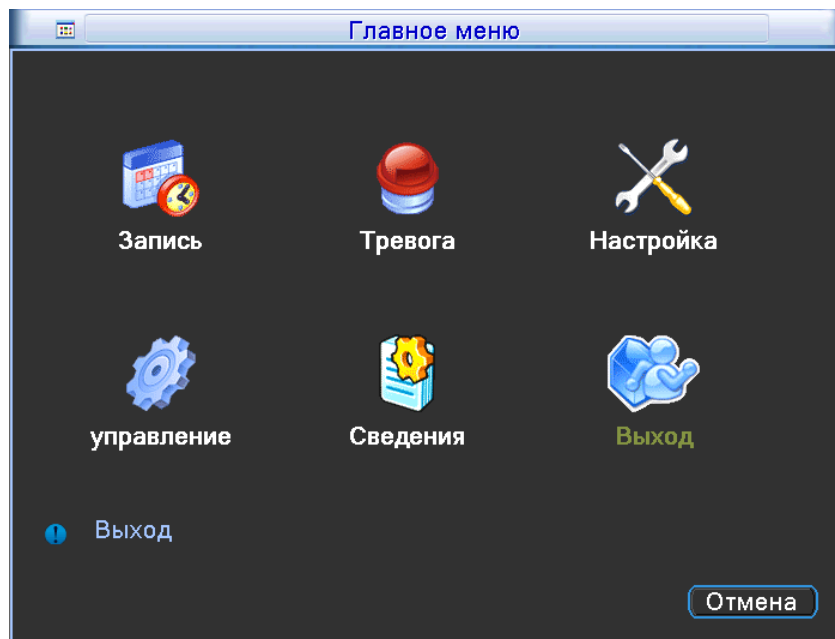 Главное меню
Запись
Тревога
Настройка
управление
Сведения
Выход
Выход
Отмена